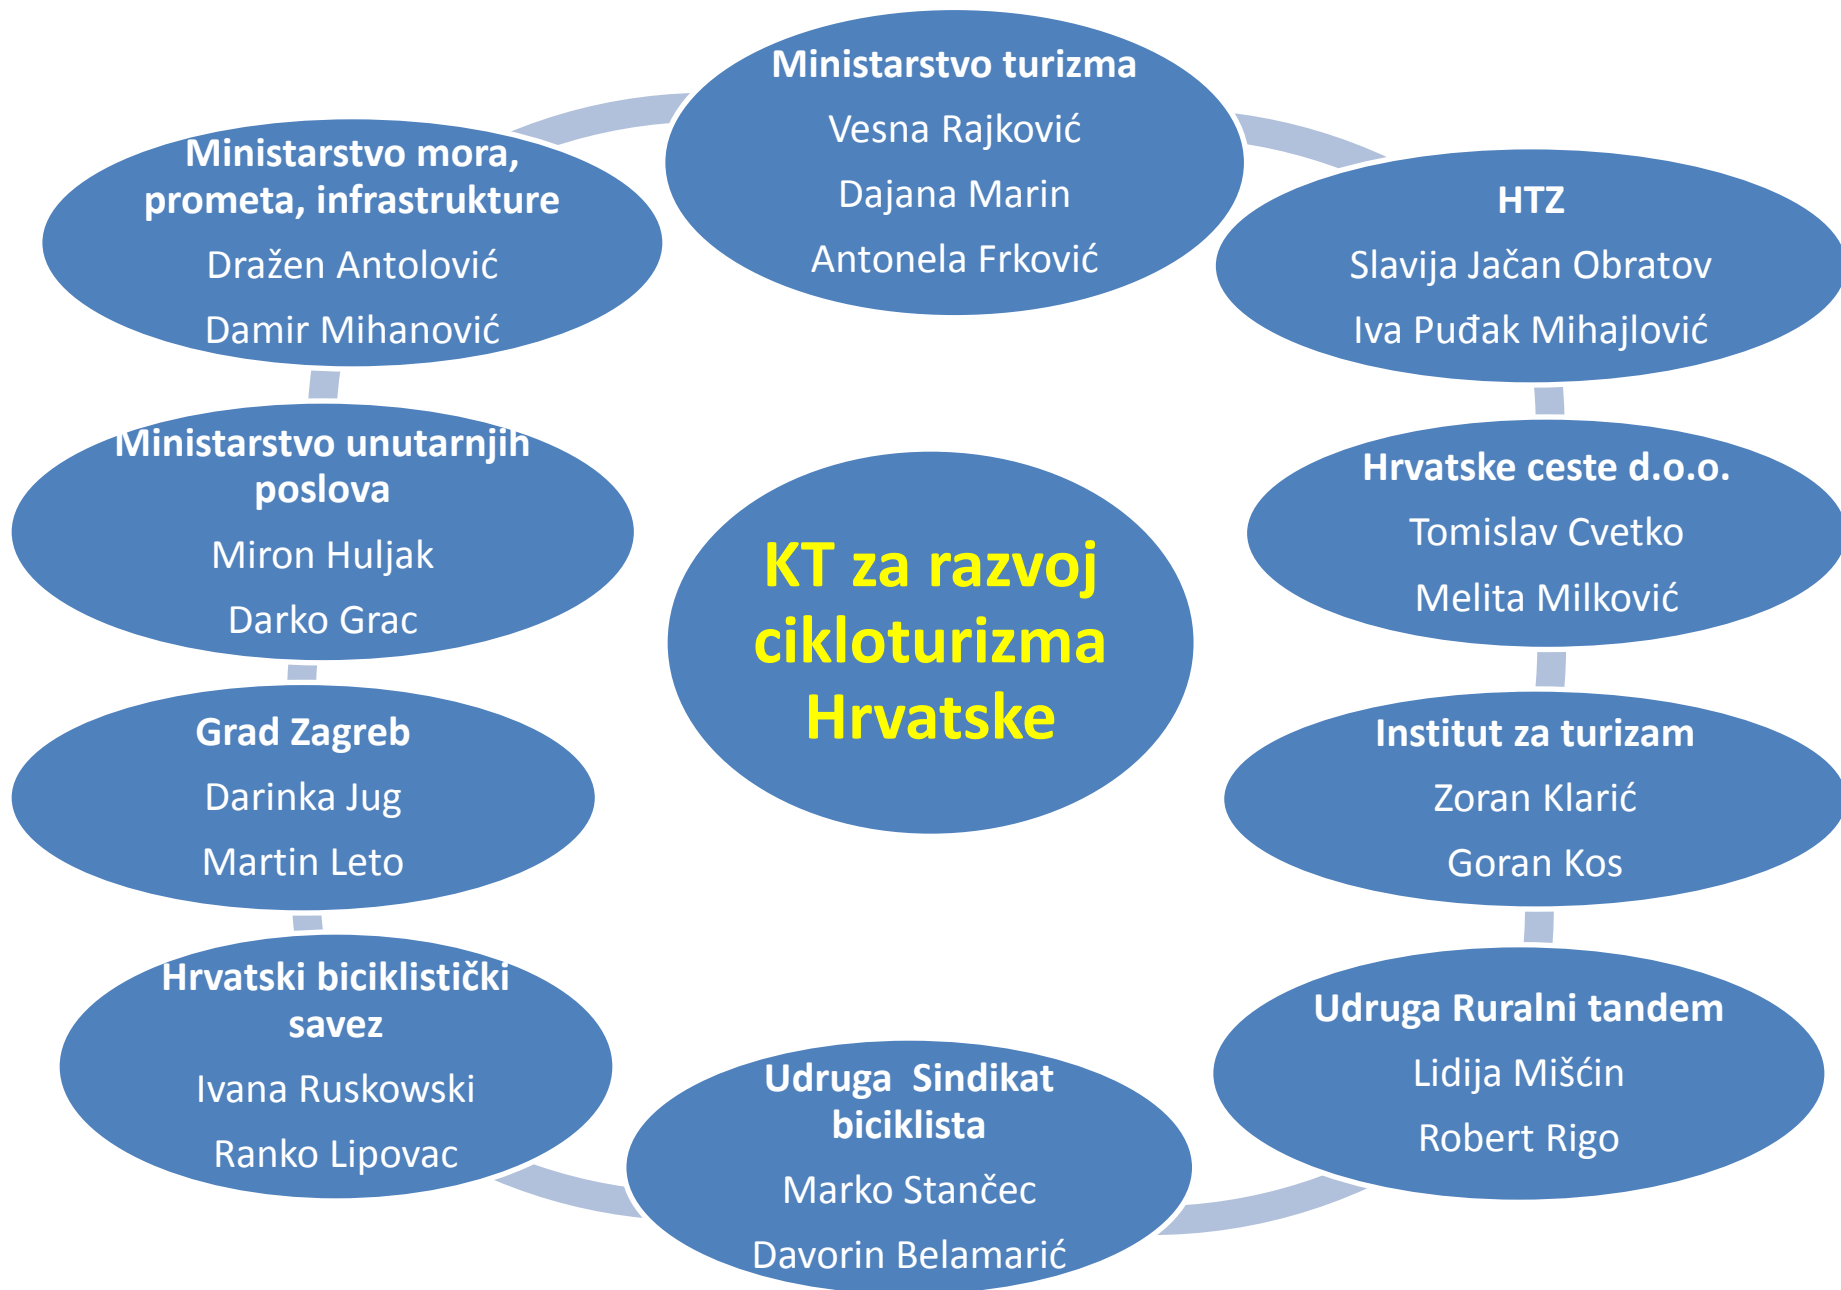 Ministarstvo turizma
Vesna Rajković
Dajana Marin
Antonela Frković
HTZ
Slavija Jačan Obratov
Iva Puđak Mihajlović
Hrvatske ceste d.o.o.
Tomislav Cvetko
Melita Milković
Institut za turizam
Zoran Klarić
Goran Kos
Udruga Ruralni tandem
Lidija Mišćin
Robert Rigo
Udruga  Sindikat
biciklista
Marko Stančec
Davorin Belamarić
Hrvatski biciklistički
savez
Ivana Ruskowski
Ranko Lipovac
Grad Zagreb
Darinka Jug
Martin Leto
Ministarstvo unutarnjih
poslova
Miron Huljak
Darko Grac
Ministarstvo mora,
prometa, infrastrukture
Dražen Antolović
Damir Mihanović
KT za razvoj
cikloturizma
Hrvatske